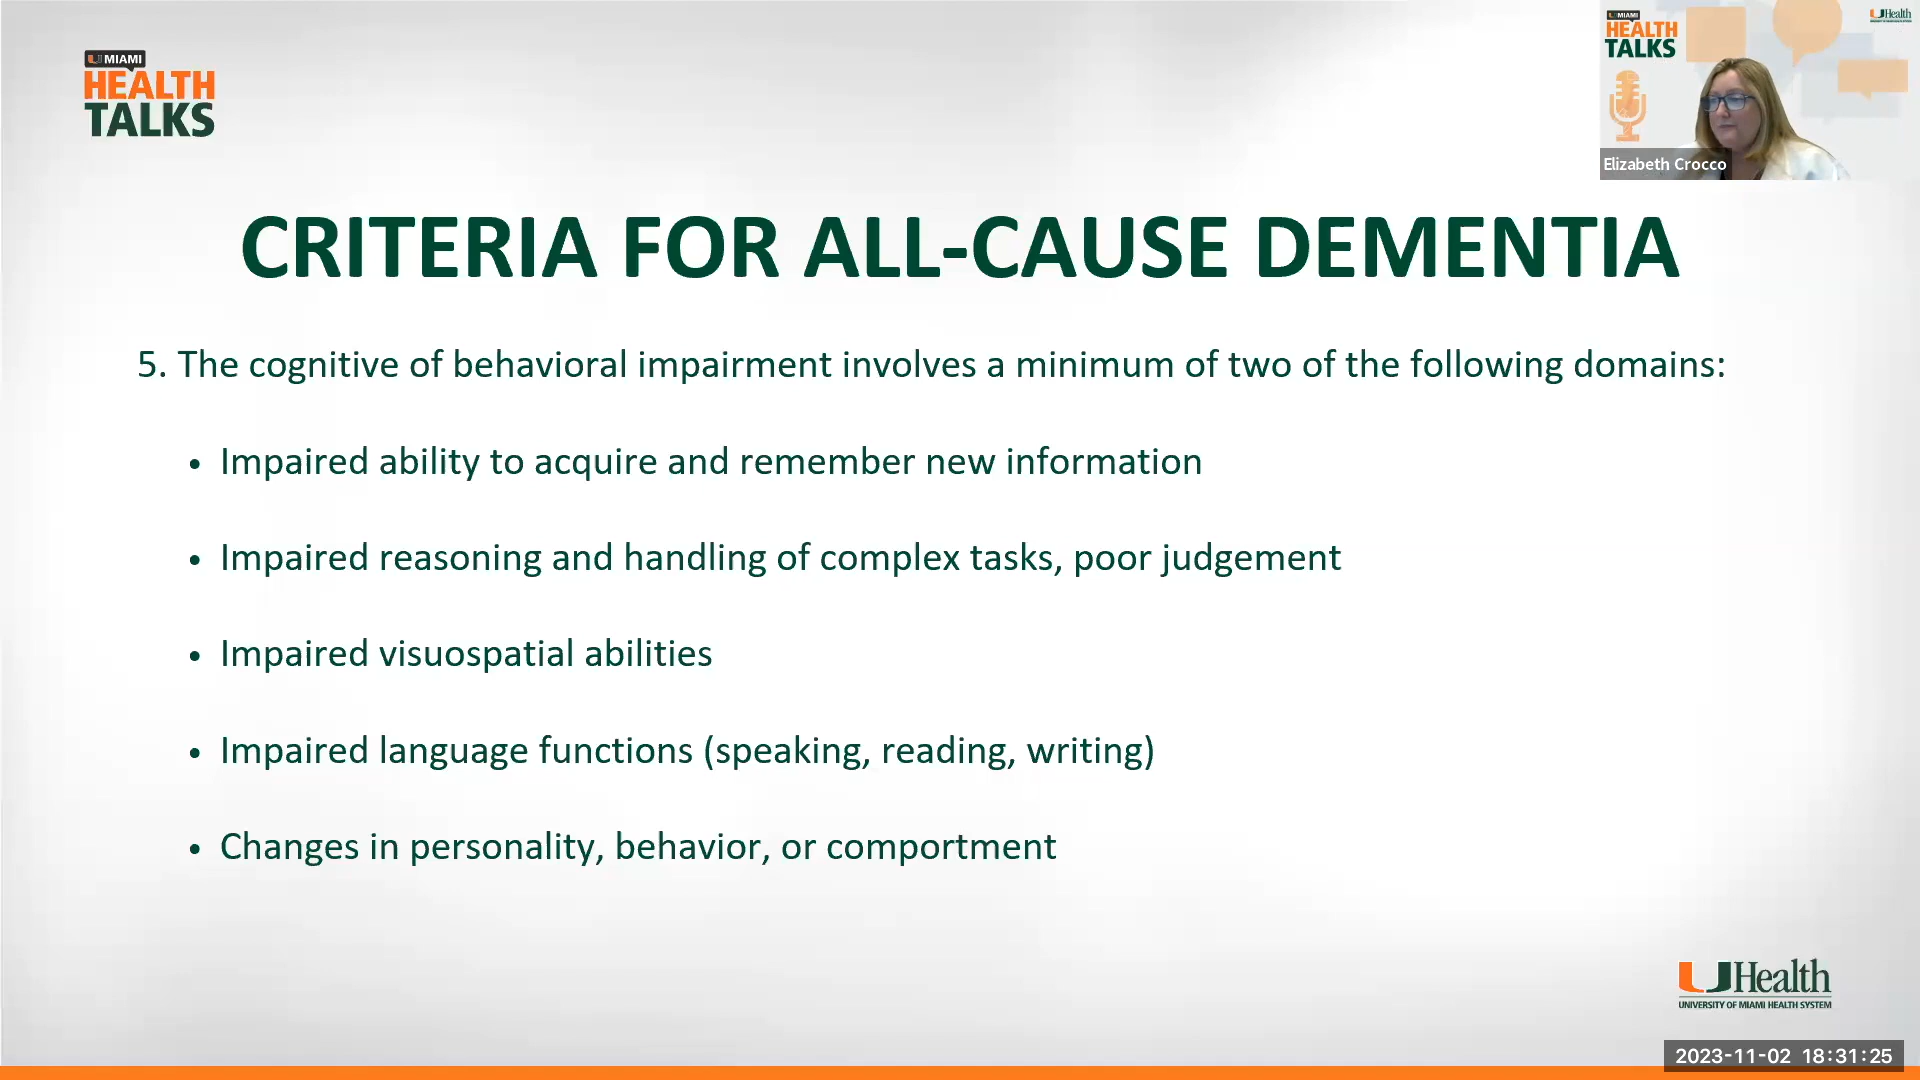 MIAMI
HEALTH
TALKS
MIAMI
HEALTH
TALKS
UHealth
Elizabeth Crocco
CRITERIA FOR ALL-CAUSE DEMENTIA
5. The cognitive of behavioral impairment involves a minimum of two of the following domains:
• Impaired ability to acquire and remember new information
• Impaired reasoning and handling of complex tasks, poor judgement
• Impaired visuospatial abilities
• Impaired language functions (speaking, reading, writing)
• Changes in personality, behavior, or comportment
UHealth
UNIVERSITY OF MIAMI HEALTH SYSTEM
2023-11-02 18:31:25